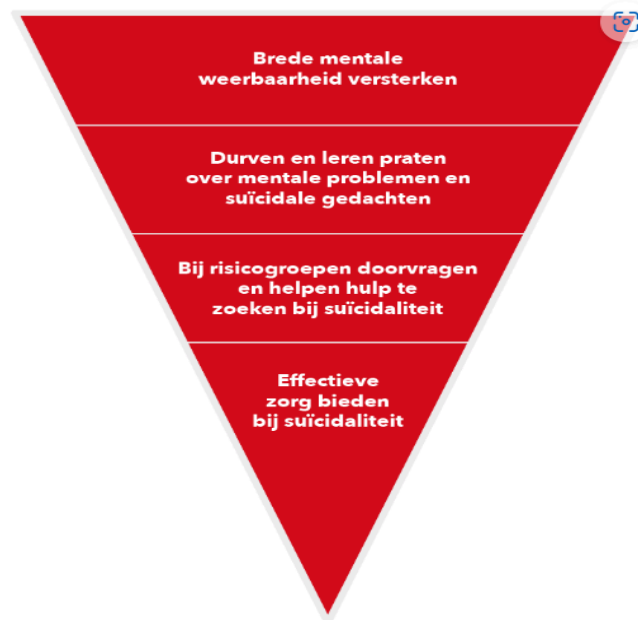 Brede mentale
weerbaarheid versterken
Durven en leren praten
over mentale problemen en
suïcidale gedachten
Bij risicogroepen doorvragen
en helpen hulp te
zoeken bij suïcidaliteit
Effectieve
zorg bieden
bij suïcidaliteit